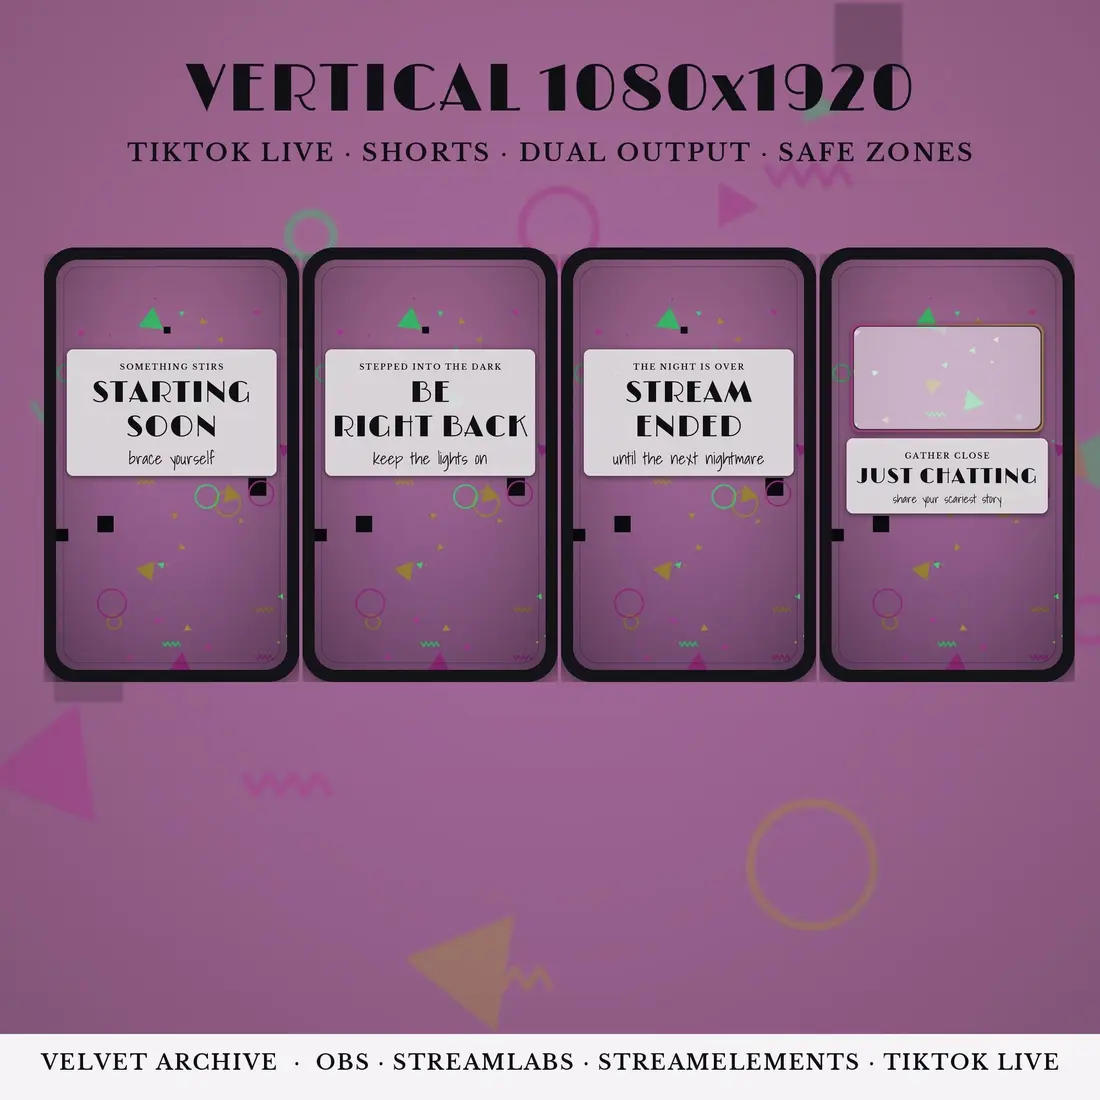 VERTICAL 1080x1920
TIKTOK LIVE · SHORTS · DUAL OUTPUT · SAFE ZONES
SOMETHING STIRS
STARTING
SOON
brace yourself
STEPPED INTO THE DARK
BE
RIGHT BACK
keep the lights on
THE NIGHT IS OVER
STREAM
ENDED
until the next nightmare
GATHER CLOSE
JUST CHATTING
share your scariest story
VELVET ARCHIVE · OBS · STREAMLABS · STREAMELEMENTS · TIKTOK LIVE